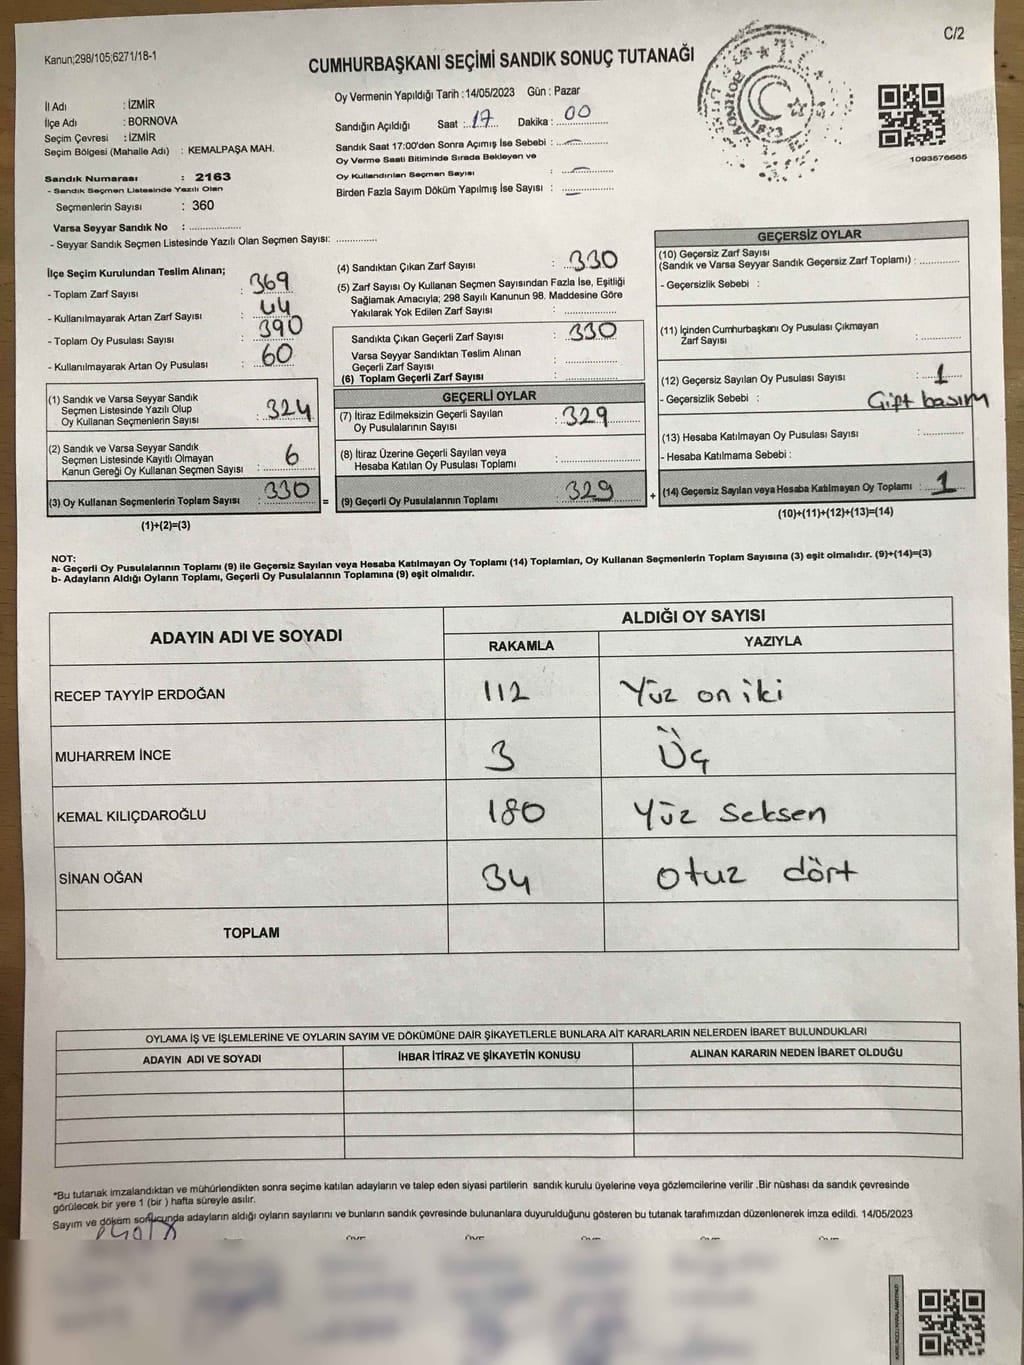 Kanun;298/105;6271/18-1
C/2
CUMHURBAŞKANI SEÇİMİ SANDIK SONUÇ TUTANAĞI
İl Adı : İZMİR
İlçe Adı : BORNOVA
Seçim Çevresi : İZMİR
Seçim Bölgesi (Mahalle Adı) : KEMALPAŞA MAH.
Sandık Numarası : 2163
- Sandık Seçmen Listesinde Yazılı Olan
Seçmenlerin Sayısı : 360
Varsa Seyyar Sandık No :
- Seyyar Sandık Seçmen Listesinde Yazılı Olan Seçmen Sayısı:
Oy Vermenin Yapıldığı Tarih :14/05/2023 Gün : Pazar
Sandığın Açıldığı Saat : 17 Dakika : 00
Sandık Saat 17:00'den Sonra Açımış İse Sebebi :
Oy Verme Saati Bitiminde Sırada Bekleyen ve
Oy Kullandırılan Seçmen Sayısı :
Birden Fazla Sayım Döküm Yapılmış İse Sayısı :
1093576665
T.C.
BORNOVA
1823
İlçe Seçim Kurulundan Teslim Alınan;
- Toplam Zarf Sayısı : 369
- Kullanılmayarak Artan Zarf Sayısı : 44
- Toplam Oy Pusulası Sayısı : 390
- Kullanılmayarak Artan Oy Pusulası : 60
(1) Sandık ve Varsa Seyyar Sandık
Seçmen Listesinde Yazılı Olup
Oy Kullanan Seçmenlerin Sayısı : 324
(2) Sandık ve Varsa Seyyar Sandık
Seçmen Listesinde Kayıtlı Olmayan
Kanun Gereği Oy Kullanan Seçmen Sayısı : 6
(3) Oy Kullanan Seçmenlerin Toplam Sayısı : 330
(1)+(2)=(3)
=
(4) Sandıktan Çıkan Zarf Sayısı : 330
(5) Zarf Sayısı Oy Kullanan Seçmen Sayısından Fazla İse, Eşitliği
Sağlamak Amacıyla; 298 Sayılı Kanunun 98. Maddesine Göre
Yakılarak Yok Edilen Zarf Sayısı :
Sandıkta Çıkan Geçerli Zarf Sayısı : 330
Varsa Seyyar Sandıktan Teslim Alınan
Geçerli Zarf Sayısı :
(6) Toplam Geçerli Zarf Sayısı :
GEÇERLİ OYLAR
(7) İtiraz Edilmeksizin Geçerli Sayılan
Oy Pusulalarının Sayısı : 329
(8) İtiraz Üzerine Geçerli Sayılan veya
Hesaba Katılan Oy Pusulası Toplamı :
(9) Geçerli Oy Pusulalarının Toplamı : 329
+
GEÇERSİZ OYLAR
(10) Geçersiz Zarf Sayısı
(Sandık ve Varsa Seyyar Sandık Geçersiz Zarf Toplamı) :
- Geçersizlik Sebebi :
(11) İçinden Cumhurbaşkanı Oy Pusulası Çıkmayan
Zarf Sayısı :
(12) Geçersiz Sayılan Oy Pusulası Sayısı : 1
- Geçersizlik Sebebi : Çift basım
(13) Hesaba Katılmayan Oy Pusulası Sayısı :
- Hesaba Katılmama Sebebi :
(14) Geçersiz Sayılan veya Hesaba Katılmayan Oy Toplamı : 1
(10)+(11)+(12)+(13)=(14)
NOT:
a- Geçerli Oy Pusulalarının Toplamı (9) ile Geçersiz Sayılan veya Hesaba Katılmayan Oy Toplamı (14) Toplamları, Oy Kullanan Seçmenlerin Toplam Sayısına (3) eşit olmalıdır. (9)+(14)=(3)
b- Adayların Aldığı Oyların Toplamı, Geçerli Oy Pusulalarının Toplamına (9) eşit olmalıdır.
ADAYIN ADI VE SOYADI
ALDIĞI OY SAYISI
RAKAMLA YAZIYLA
RECEP TAYYİP ERDOĞAN 112 Yüz on iki
MUHARREM İNCE 3 Üç
KEMAL KILIÇDAROĞLU 180 Yüz Seksen
SİNAN OĞAN 34 Otuz dört
TOPLAM
OYLAMA İŞ VE İŞLEMLERİNE VE OYLARIN SAYIM VE DÖKÜMÜNE DAİR ŞİKAYETLERLE BUNLARA AİT KARARLARIN NELERDEN İBARET BULUNDUKLARI
ADAYIN ADI VE SOYADI İHBAR İTİRAZ VE ŞİKAYETİN KONUSU ALINAN KARARIN NEDEN İBARET OLDUĞU
*Bu tutanak imzalandıktan ve mühürlendikten sonra seçime katılan adayların ve talep eden siyasi partilerin sandık kurulu üyelerine veya gözlemcilerine verilir .Bir nüshası da sandık çevresinde
görülecek bir yere 1 (bir ) hafta süreyle asılır.
Sayım ve döküm sonucunda adayların aldığı oyların sayılarını ve bunların sandık çevresinde bulunanlara duyurulduğunu gösteren bu tutanak tarafımızdan düzenlenerek imza edildi. 14/05/2023